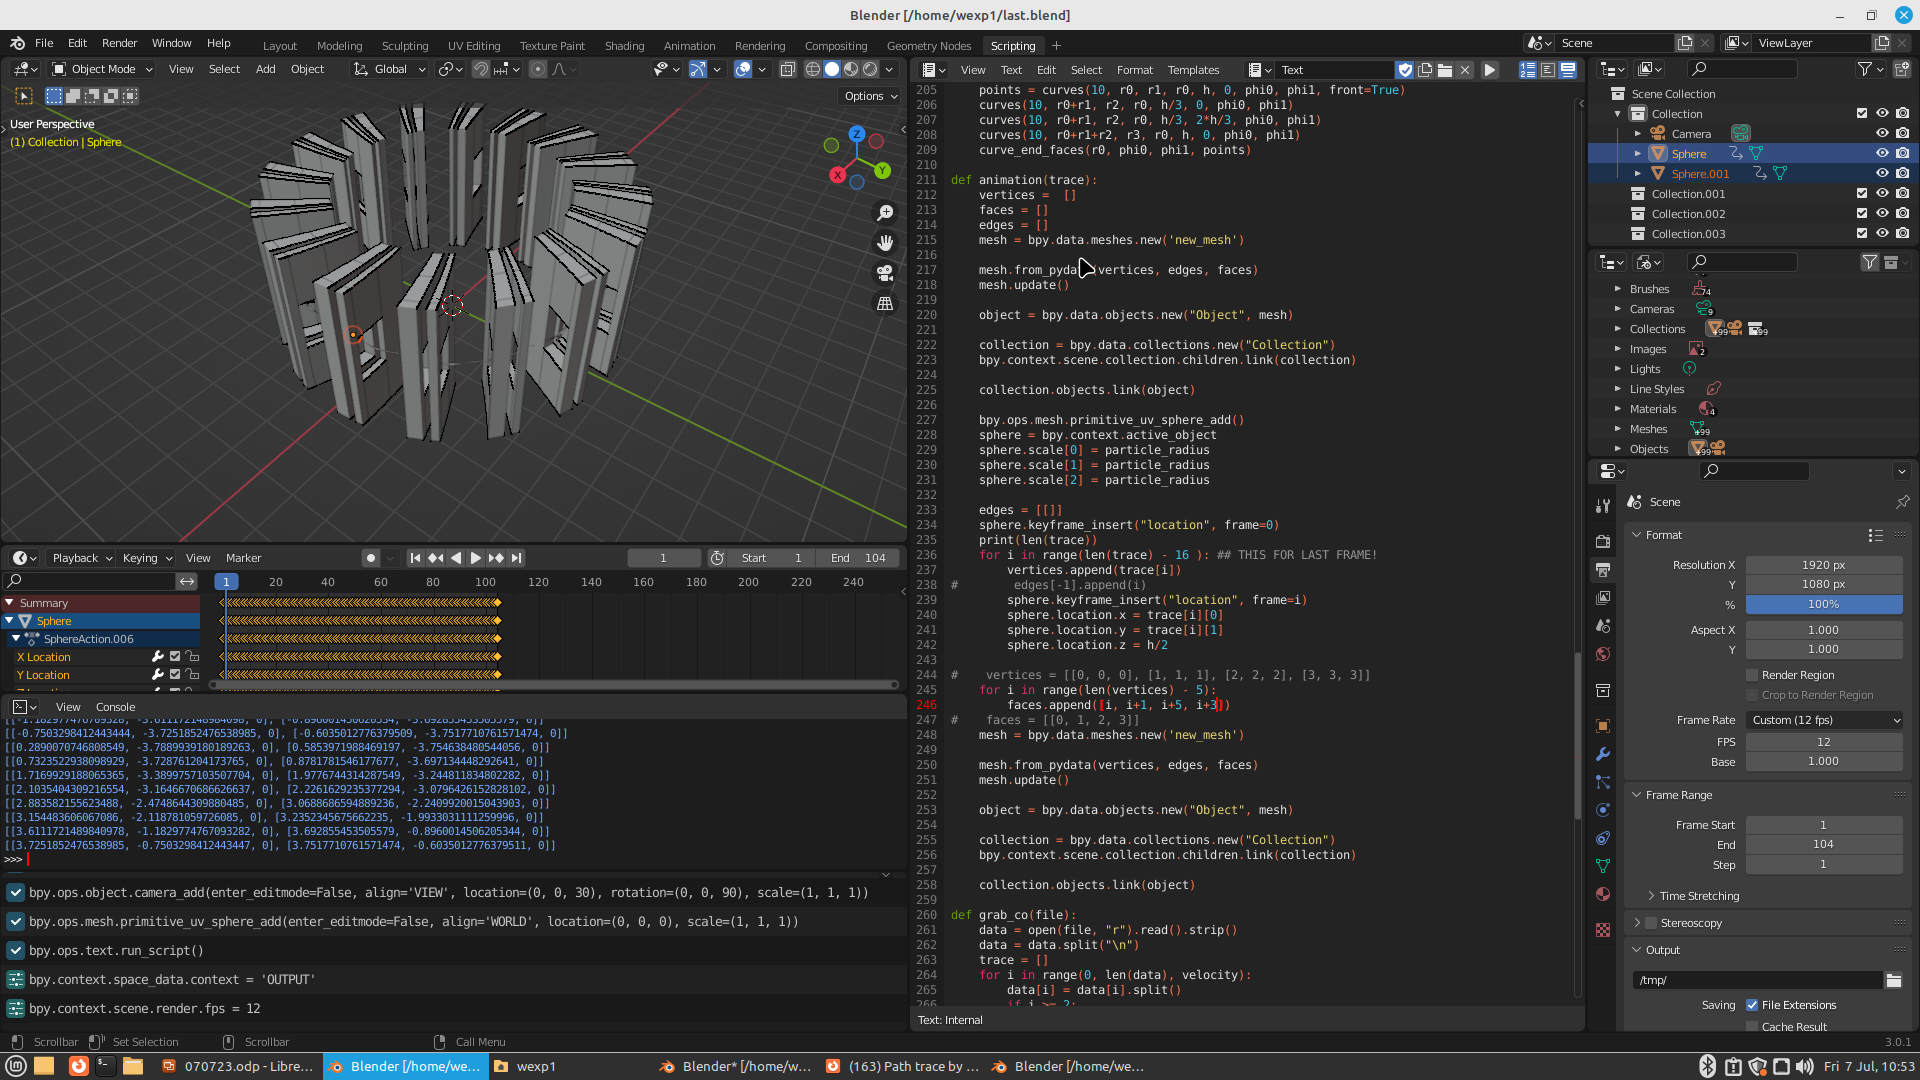 Blender [/home/wexp1/last.blend]
File Edit Render Window Help Layout Modeling Sculpting UV Editing Texture Paint Shading Animation Rendering Compositing Geometry Nodes Scripting + Scene ViewLayer
Object Mode View Select Add Object Global
Options
User Perspective
(1) Collection | Sphere
Z
Y
X
View Text Edit Select Format Templates Text
205 points = curves(10, r0, r1, r0, h, 0, phi0, phi1, front=True)
206 curves(10, r0+r1, r2, r0, h/3, 0, phi0, phi1)
207 curves(10, r0+r1, r2, r0, h/3, 2*h/3, phi0, phi1)
208 curves(10, r0+r1+r2, r3, r0, h, 0, phi0, phi1)
209 curve_end_faces(r0, phi0, phi1, points)
210
211 def animation(trace):
212 vertices =  []
213 faces = []
214 edges = []
215 mesh = bpy.data.meshes.new('new_mesh')
216
217 mesh.from_pydata(vertices, edges, faces)
218 mesh.update()
219
220 object = bpy.data.objects.new("Object", mesh)
221
222 collection = bpy.data.collections.new("Collection")
223 bpy.context.scene.collection.children.link(collection)
224
225 collection.objects.link(object)
226
227 bpy.ops.mesh.primitive_uv_sphere_add()
228 sphere = bpy.context.active_object
229 sphere.scale[0] = particle_radius
230 sphere.scale[1] = particle_radius
231 sphere.scale[2] = particle_radius
232
233 edges = [[]]
234 sphere.keyframe_insert("location", frame=0)
235 print(len(trace))
236 for i in range(len(trace) - 16 ): ## THIS FOR LAST FRAME!
237 vertices.append(trace[i])
238 # edges[-1].append(i)
239 sphere.keyframe_insert("location", frame=i)
240 sphere.location.x = trace[i][0]
241 sphere.location.y = trace[i][1]
242 sphere.location.z = h/2
243
244 # vertices = [[0, 0, 0], [1, 1, 1], [2, 2, 2], [3, 3, 3]]
245 for i in range(len(vertices) - 5):
246 faces.append([i, i+1, i+5, i+3])
247 # faces = [[0, 1, 2, 3]]
248 mesh = bpy.data.meshes.new('new_mesh')
249
250 mesh.from_pydata(vertices, edges, faces)
251 mesh.update()
252
253 object = bpy.data.objects.new("Object", mesh)
254
255 collection = bpy.data.collections.new("Collection")
256 bpy.context.scene.collection.children.link(collection)
257
258 collection.objects.link(object)
259
260 def grab_co(file):
261 data = open(file, "r").read().strip()
262 data = data.split("\n")
263 trace = []
264 for i in range(0, len(data), velocity):
265 data[i] = data[i].split()
266 if i >= 2:
Text: Internal
Playback Keying View Marker 1 Start 1 End 104
1 20 40 60 80 100 120 140 160 180 200 220 240
Summary
Sphere
SphereAction.006
X Location
Y Location
View Console
[[-0.7503298412443444, -3.7251852476538985, 0], [-0.6035012776379509, -3.7517710761571474, 0]]
[[0.2890070746808549, -3.7889939180189263, 0], [0.5853971988469197, -3.754638480544056, 0]]
[[0.7323522938098929, -3.728761204173765, 0], [0.8781781546177677, -3.697134448292641, 0]]
[[1.7169929188065365, -3.3899757103507704, 0], [1.9776744314287549, -3.244811834802282, 0]]
[[2.1035404309216554, -3.1646670686626637, 0], [2.2261629235377294, -3.0796426152828102, 0]]
[[2.883582155623488, -2.4748644309880485, 0], [3.0688686594889236, -2.2409920015043903, 0]]
[[3.154483606067086, -2.118781059726085, 0], [3.2352345675662235, -1.9933031111259996, 0]]
[[3.6111721489840978, -1.1829774767093282, 0], [3.692855453505579, -0.8960014506205344, 0]]
[[3.7251852476538985, -0.7503298412443447, 0], [3.7517710761571474, -0.6035012776379511, 0]]
>>>
bpy.ops.object.camera_add(enter_editmode=False, align='VIEW', location=(0, 0, 30), rotation=(0, 0, 90), scale=(1, 1, 1))
bpy.ops.mesh.primitive_uv_sphere_add(enter_editmode=False, align='WORLD', location=(0, 0, 0), scale=(1, 1, 1))
bpy.ops.text.run_script()
bpy.context.space_data.context = 'OUTPUT'
bpy.context.scene.render.fps = 12
Scene Collection
Collection
Camera
Sphere
Sphere.001
Collection.001
Collection.002
Collection.003
Brushes 74
Cameras 9
Collections +99 +99
Images 2
Lights
Line Styles
Materials 4
Meshes +99
Objects +99
Scene
Format
Resolution X 1920 px
Y 1080 px
% 100%
Aspect X 1.000
Y 1.000
Render Region
Crop to Render Region
Frame Rate Custom (12 fps)
FPS 12
Base 1.000
Frame Range
Frame Start 1
End 104
Step 1
Time Stretching
Stereoscopy
Output
/tmp/
Saving File Extensions
Cache Result
Scrollbar Set Selection Scrollbar Call Menu 3.0.1
070723.odp - Libre... Blender [/home/we... wexp1 Blender* [/home/w... (163) Path trace by ... Blender [/home/we... Fri 7 Jul, 10:53